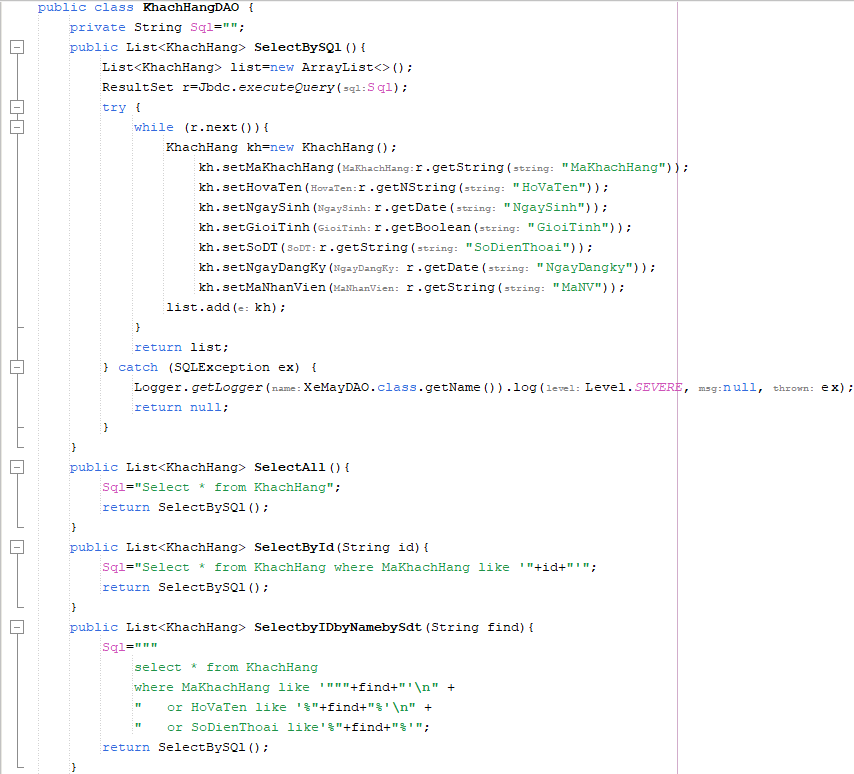 public class KhachHangDAO {
private String Sql="";
public List<KhachHang> SelectBySQl(){
List<KhachHang> list=new ArrayList<>();
ResultSet r=Jbdc.executeQuery(sql:Sql);
try {
while (r.next()){
KhachHang kh=new KhachHang();
kh.setMaKhachHang(MaKhachHang:r.getString(string: "MaKhachHang"));
kh.setHovaTen(HovaTen:r.getNString(string: "HoVaTen"));
kh.setNgaySinh(NgaySinh:r.getDate(string: "NgaySinh"));
kh.setGioiTinh(GioiTinh:r.getBoolean(string: "GioiTinh"));
kh.setSoDT(SoDT:r.getString(string: "SoDienThoai"));
kh.setNgayDangKy(NgayDangKy: r.getDate(string: "NgayDangky"));
kh.setMaNhanVien(MaNhanVien: r.getString(string: "MaNV"));
list.add(e: kh);
}
return list;
} catch (SQLException ex) {
Logger.getLogger(name:XeMayDAO.class.getName()).log(level: Level.SEVERE, msg:null, thrown: ex);
return null;
}
}
public List<KhachHang> SelectAll(){
Sql="Select * from KhachHang";
return SelectBySQl();
}
public List<KhachHang> SelectById(String id){
Sql="Select * from KhachHang where MaKhachHang like '"+id+"'";
return SelectBySQl();
}
public List<KhachHang> SelectbyIDbyNamebySdt(String find){
Sql="""
select * from KhachHang
where MaKhachHang like '"""+find+"'\n" +
"   or HoVaTen like '%"+find+"%'\n" +
"   or SoDienThoai like'%"+find+"%'";
return SelectBySQl();
}